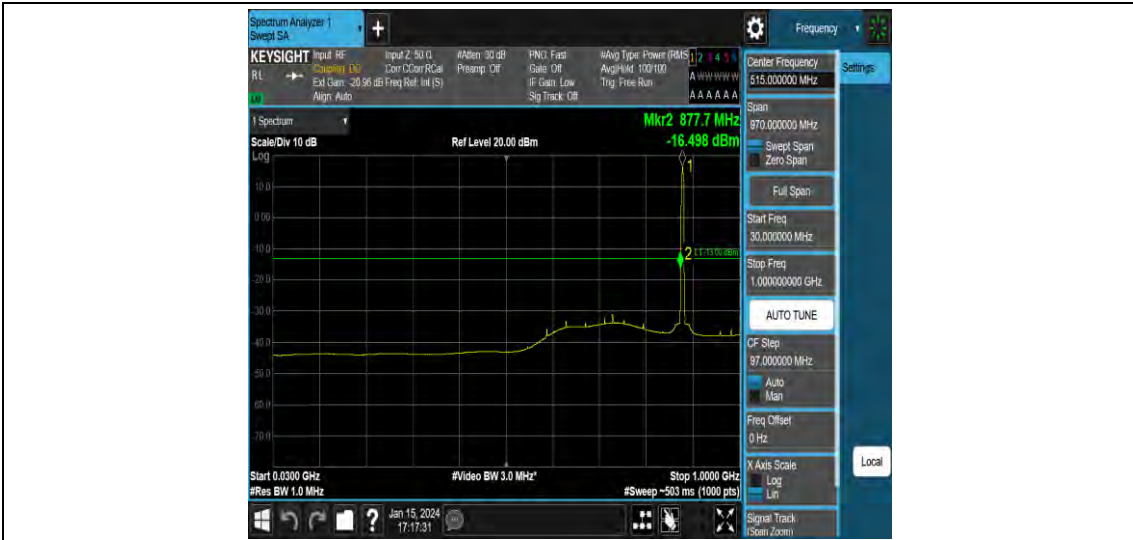 Spectrum Analyzer 1
Swept SA
+
Frequency
KEYSIGHT
RL
Input: RF
Coupling: DC
Ext Gain: -20.96 dB
Align: Auto
Input Z: 50 Ω
Corr CCorr RCal
Freq Ref: Int (S)
#Atten: 30 dB
Preamp: Off
PNO: Fast
Gate: Off
IF Gain: Low
Sig Track: Off
#Avg Type: Power (RMS
Avg|Hold: 100/100
Trig: Free Run
1 2 3 4 5 6
A W W W W W
A A A A A A
1 Spectrum
Scale/Div 10 dB
Log
Ref Level 20.00 dBm
Mkr2 877.7 MHz
-16.498 dBm
1
2
10.0
0.00
-10.0
-20.0
-30.0
-40.0
-50.0
-60.0
-70.0
Start 0.0300 GHz
#Res BW 1.0 MHz
#Video BW 3.0 MHz*
Stop 1.0000 GHz
#Sweep ~503 ms (1000 pts)
?
Jan 15, 2024
17:17:31
Center Frequency
515.000000 MHz
Settings
Span
970.000000 MHz
Swept Span
Zero Span
Full Span
Start Freq
30.000000 MHz
Stop Freq
1.000000000 GHz
AUTO TUNE
CF Step
97.000000 MHz
Auto
Man
Freq Offset
0 Hz
X Axis Scale
Log
Lin
Local
Signal Track
(Span Zoom)